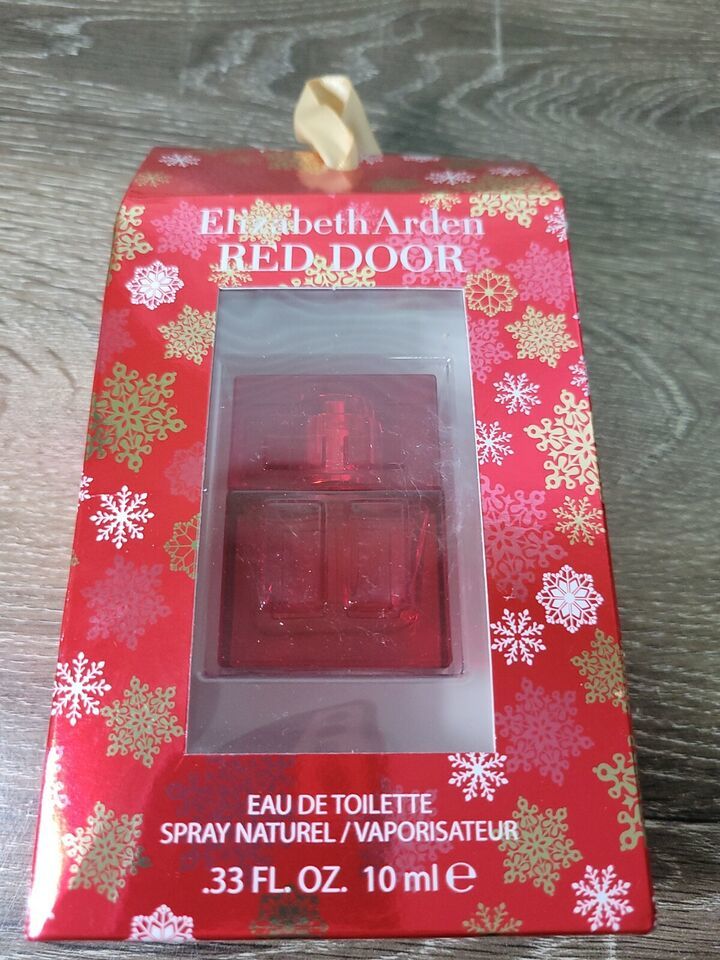 Elizabeth Arden
RED DOOR
EAU DE TOILETTE
SPRAY NATUREL / VAPORISATEUR
.33 FL. OZ. 10 ml ℮